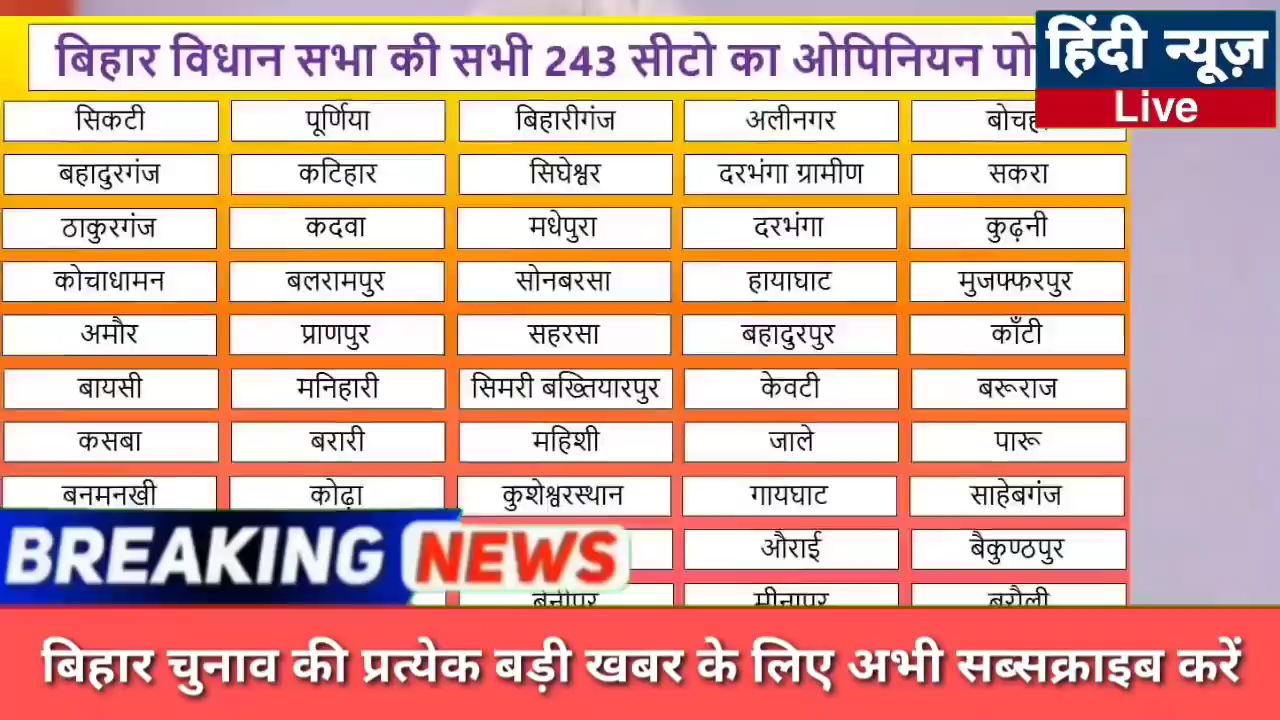 बिहार विधान सभा की सभी 243 सीटो का ओपिनियन
हिंदी न्यूज़
Live
सिकटी पूर्णिया बिहारीगंज अलीनगर
बहादुरगंज कटिहार सिघेश्वर दरभंगा ग्रामीण सकरा
ठाकुरगंज कदवा मधेपुरा दरभंगा कुढ़नी
कोचाधामन बलरामपुर सोनबरसा हायाघाट मुजफ्फरपुर
अमौर प्राणपुर सहरसा बहादुरपुर काँटी
बायसी मनिहारी सिमरी बख्तियारपुर केवटी बरूराज
कसबा बरारी महिशी जाले पारू
बनमनखी कोढ़ा कुशेश्वरस्थान गायघाट साहेबगंज
औराई बैकुण्ठपुर
BREAKING NEWS
बेनीपुर मीनापुर बरौली
बिहार चुनाव की प्रत्येक बड़ी खबर के लिए अभी सब्सक्राइब करें